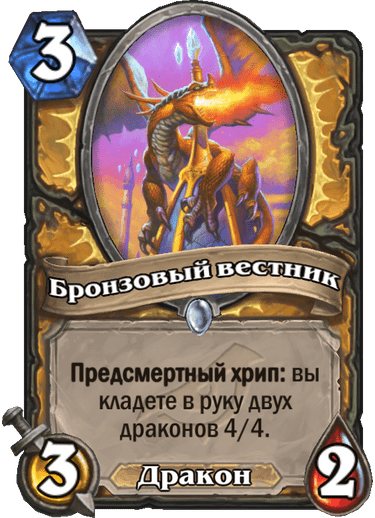 3
Бронзовый вестник
Предсмертный хрип: вы
кладете в руку двух
драконов 4/4.
3
Дракон
2